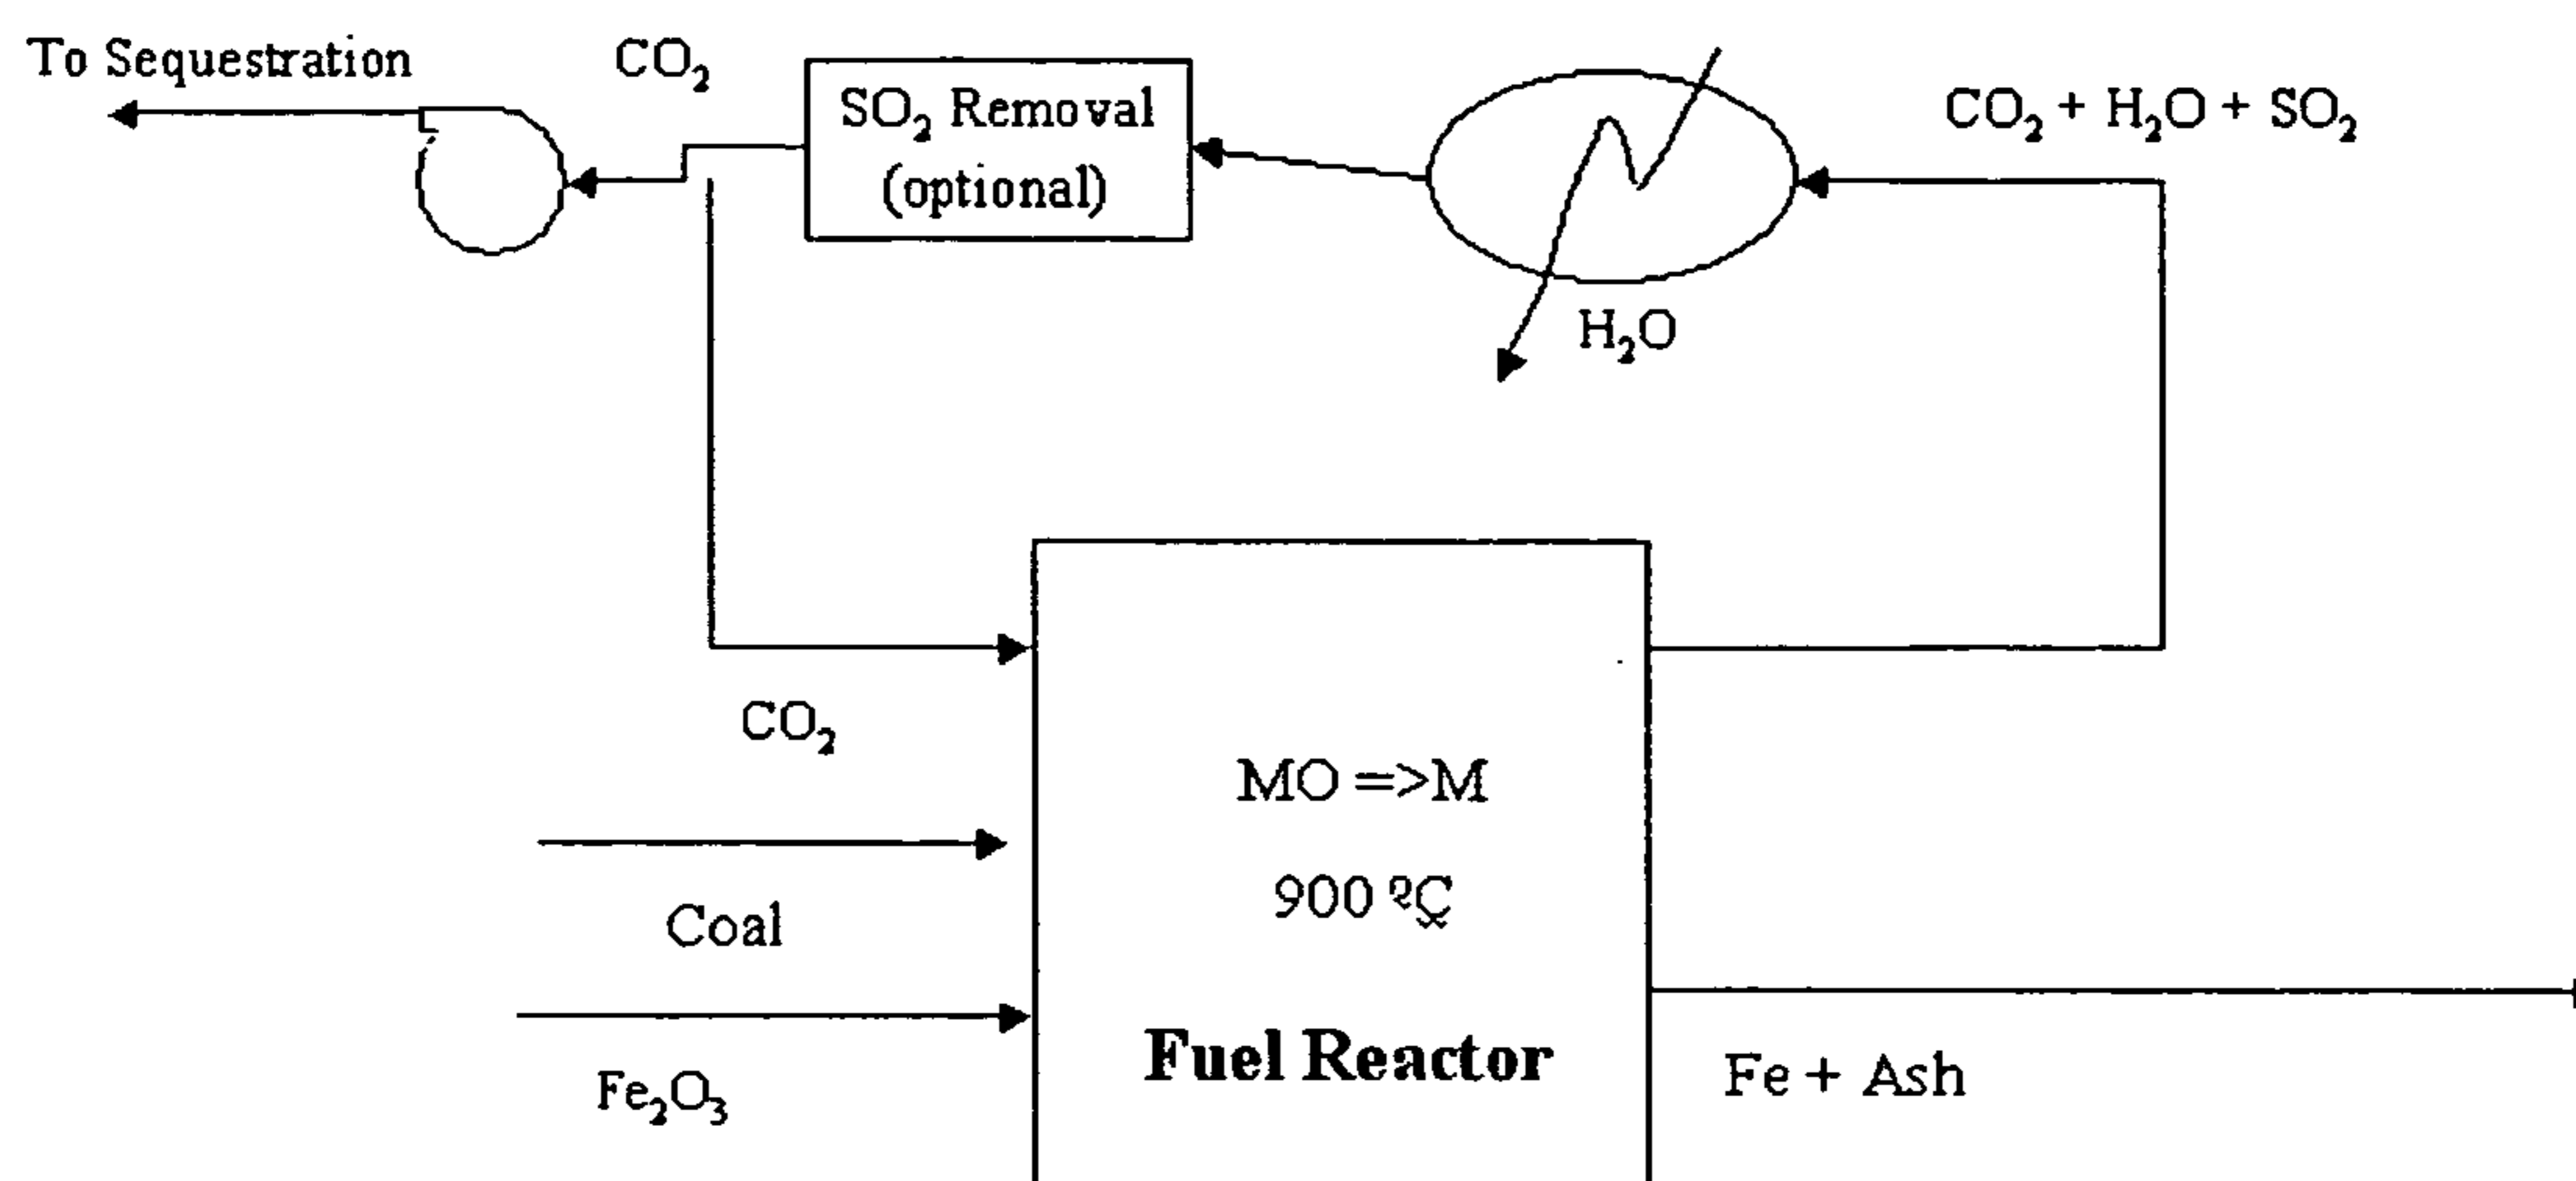 To Sequestration
CO₂
SO₂ Removal
(optional)
CO₂ + H₂O + SO₂
H₂O
CO₂
MO =>M
900 ºC
Coal
Fuel Reactor
Fe₂O₃
Fe + Ash